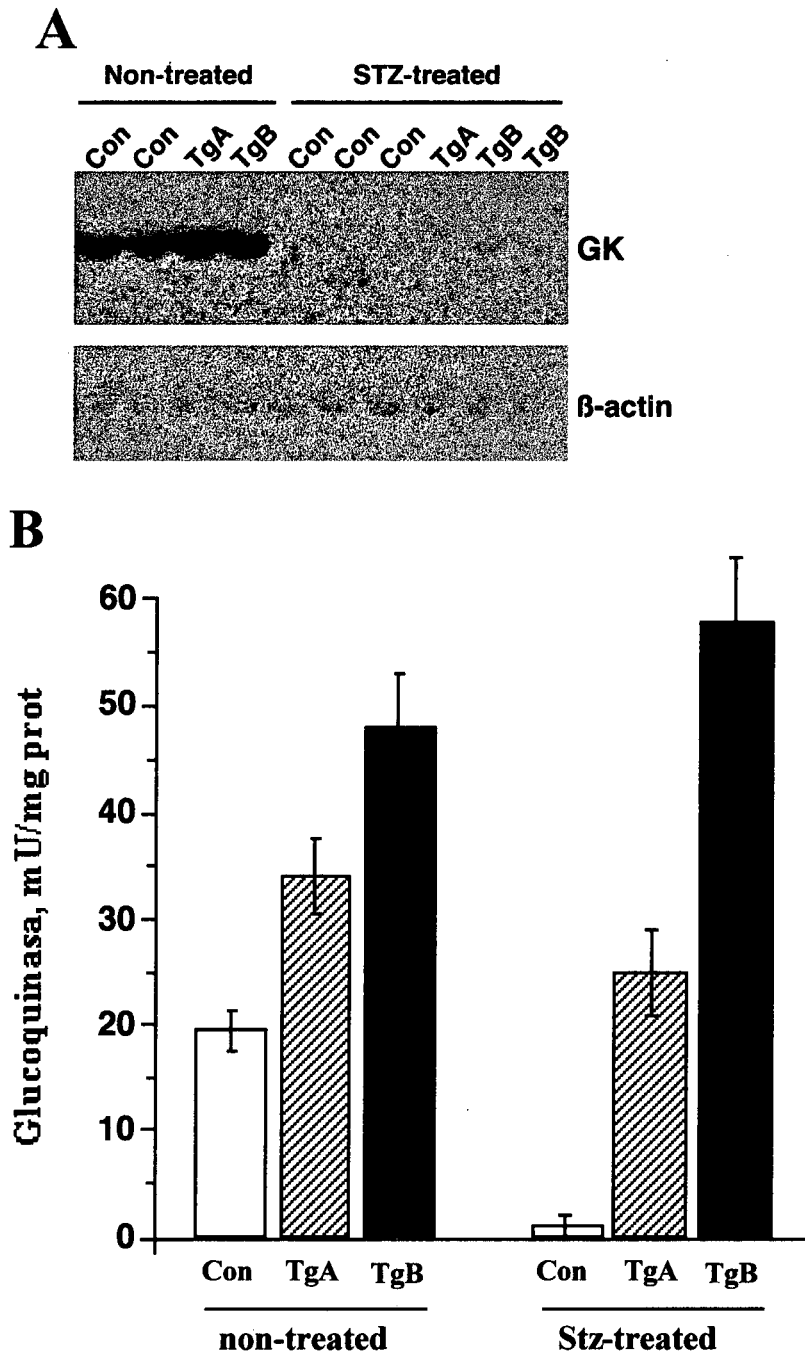 A
Non-treated STZ-treated
Con Con TgA TgB Con Con Con TgA TgB TgB
GK
ß-actin
B
Glucoquinasa, mU/mg prot
60
50
40
30
20
10
0
Con TgA TgB Con TgA TgB
non-treated Stz-treated